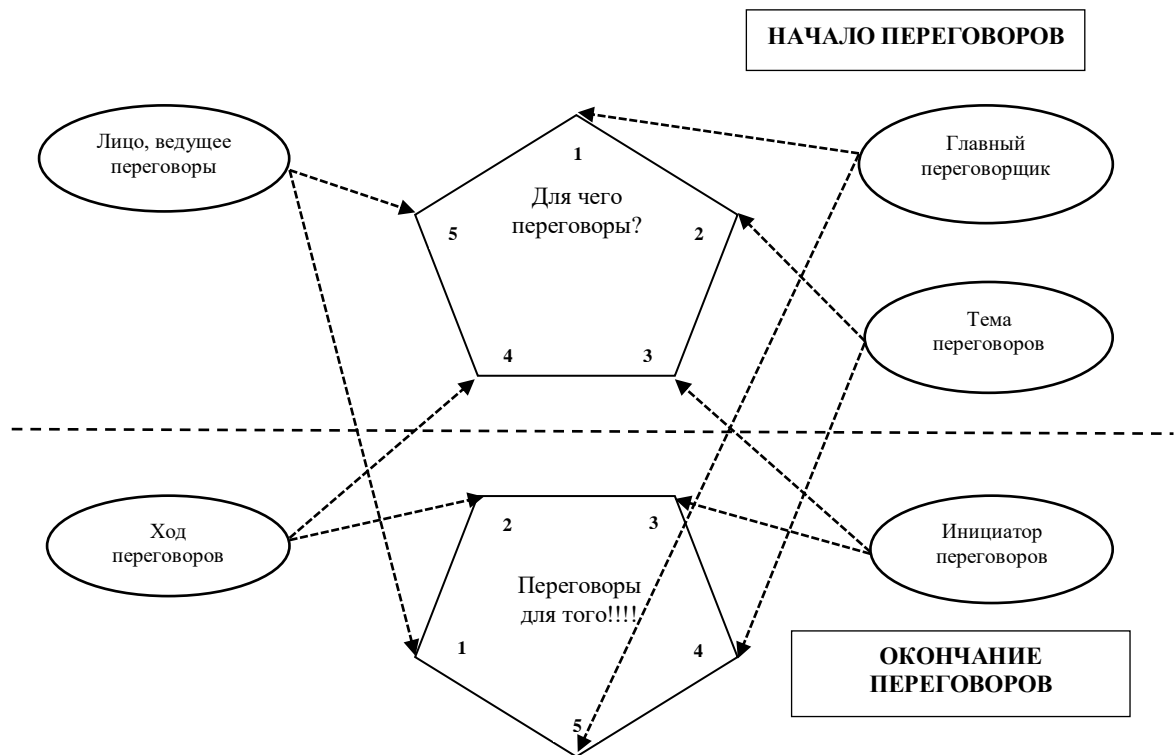 НАЧАЛО ПЕРЕГОВОРОВ
Лицо, ведущее
переговоры
Главный
переговорщик
1
Для чего
переговоры?
5
2
Тема
переговоров
4
3
Ход
переговоров
2
3
Инициатор
переговоров
Переговоры
для того!!!!
1
4
ОКОНЧАНИЕ
ПЕРЕГОВОРОВ
5